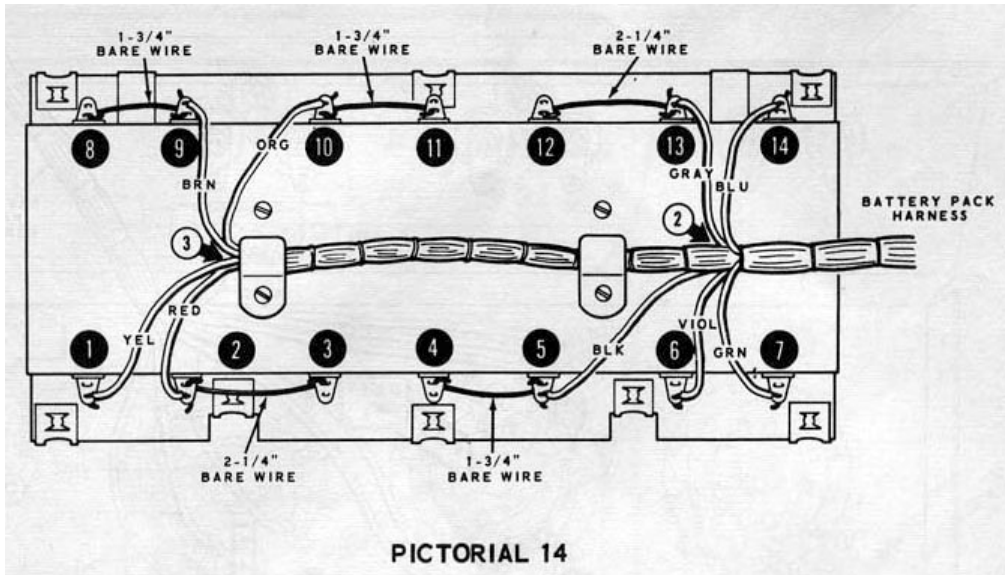 1-3/4"
BARE WIRE
1-3/4"
BARE WIRE
2-1/4"
BARE WIRE
8
9
10
11
12
13
14
ORG
BRN
GRAY
BLU
BATTERY PACK
HARNESS
3
2
YEL
RED
1
2
3
4
5
6
7
BLK
VIOL
GRN
2-1/4"
BARE WIRE
1-3/4"
BARE WIRE
PICTORIAL 14